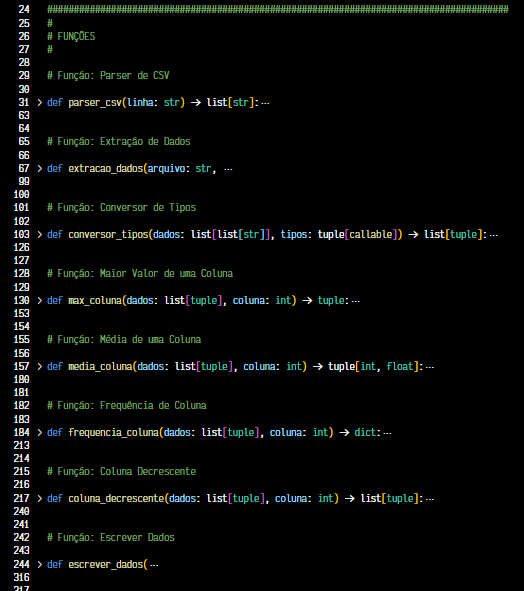 24 ####################################################################################
25 #
26 # FUNÇÕES
27 #
28
29 # Função: Parser de CSV
30
31 > def parser_csv(linha: str) → list[str]: ⋯
63
64
65 # Função: Extração de Dados
66
67 > def extracao_dados(arquivo: str, ⋯
99
100
101 # Função: Conversor de Tipos
102
103 > def conversor_tipos(dados: list[list[str]], tipos: tuple[callable]) → list[tuple]: ⋯
126
127
128 # Função: Maior Valor de uma Coluna
129
130 > def max_coluna(dados: list[tuple], coluna: int) → tuple: ⋯
153
154
155 # Função: Média de uma Coluna
156
157 > def media_coluna(dados: list[tuple], coluna: int) → tuple[int, float]: ⋯
180
181
182 # Função: Frequência de Coluna
183
184 > def frequencia_coluna(dados: list[tuple], coluna: int) → dict: ⋯
213
214
215 # Função: Coluna Decrescente
216
217 > def coluna_decrescente(dados: list[tuple], coluna: int) → list[tuple]: ⋯
240
241
242 # Função: Escrever Dados
243
244 > def escrever_dados( ⋯
316
317